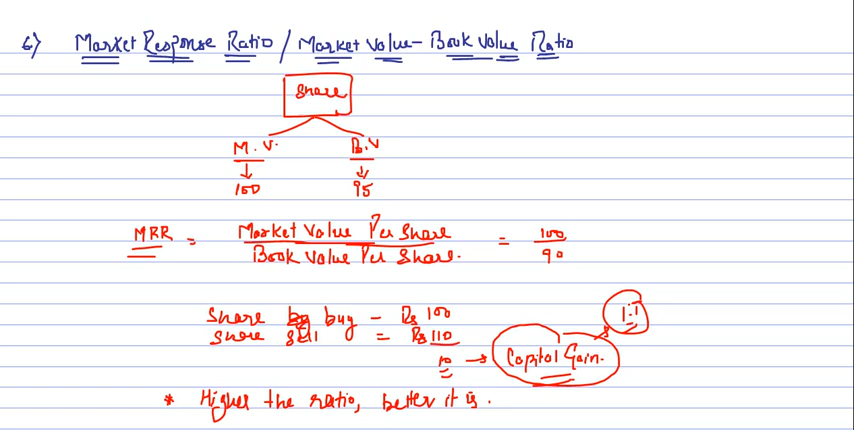 6) Market Response Ratio / Market Value - Book Value Ratio
Share
M.V. B.V
100 95
MRR = Market Value Per Share = 100
Book Value Per Share. 90
Share buy - Rs 100
Share Sell = Rs 110
10 → Capital Gain. 1.1
* Higher the ratio, better it is.